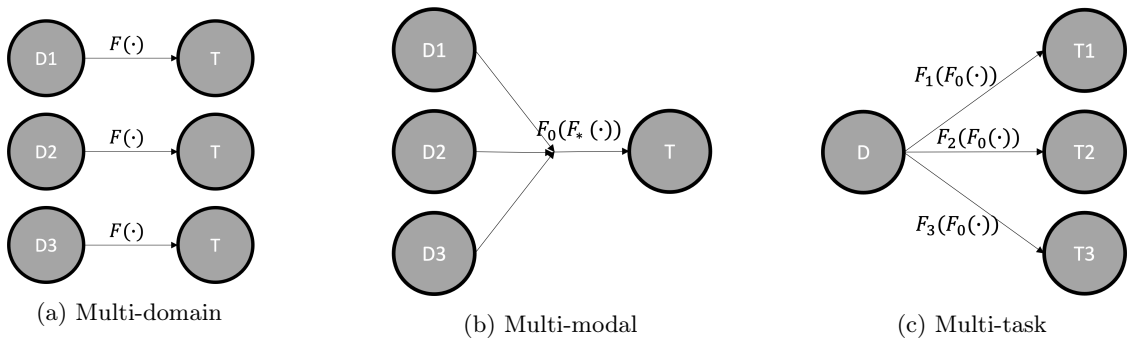 D1 F(·) T
D2 F(·) T
D3 F(·) T
(a) Multi-domain
D1
D2 F₀(F∗ (·)) T
D3
(b) Multi-modal
T1
F₁(F₀(·))
D F₂(F₀(·)) T2
F₃(F₀(·))
T3
(c) Multi-task